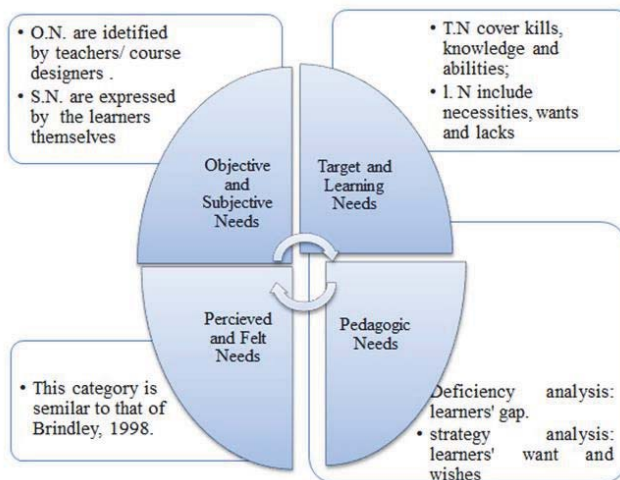 • O.N. are idetified
by teachers/ course
designers .
• S.N. are expressed
by the learners
themselves
• T.N cover kills,
knowledge and
abilities;
• l. N include
necessities, wants
and lacks
Objective
and
Subjective
Needs
Target and
Learning
Needs
Percieved
and Felt
Needs
Pedagogic
Needs
• This category is
semilar to that of
Brindley, 1998.
Deficiency analysis:
learners' gap.
• strategy analysis:
learners' want and
wishes